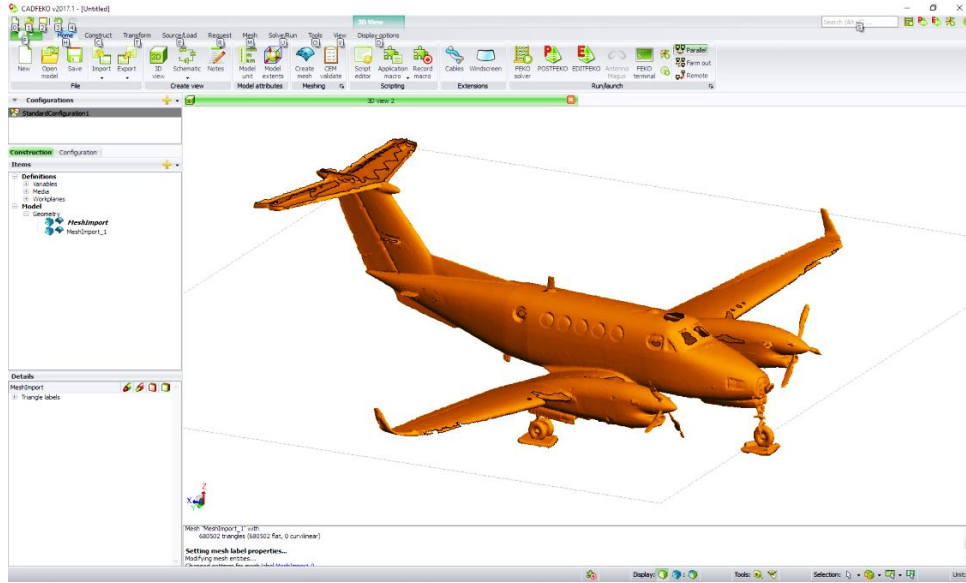 CADFEKO v2017.1 - [Untitled]
3D View
Home Construct Transform Source/Load Request Mesh Solve/Run Tools View Display options
New Open model Save Import Export 3D view Schematic Notes Model unit Model extents Create mesh CEM validate Script editor Application macro Record macro Cables Windscreen FEKO solver POSTFEKO EDITFEKO Antenna Magus FEKO terminal
Parallel
Farm out
Remote
File Create view Model attributes Meshing Scripting Extensions Run/launch
Configurations
3D view 2
StandardConfiguration1
Construction Configuration
Items
Definitions
Variables
Media
Workplanes
Model
Geometry
MeshImport
MeshImport_1
Details
MeshImport
Triangle labels
Z
X
Y
Mesh "MeshImport_1" with
680502 triangles (680502 flat, 0 curvilinear)
Setting mesh label properties...
Modifying mesh entities...
Display: Tools: Selection: Unit: